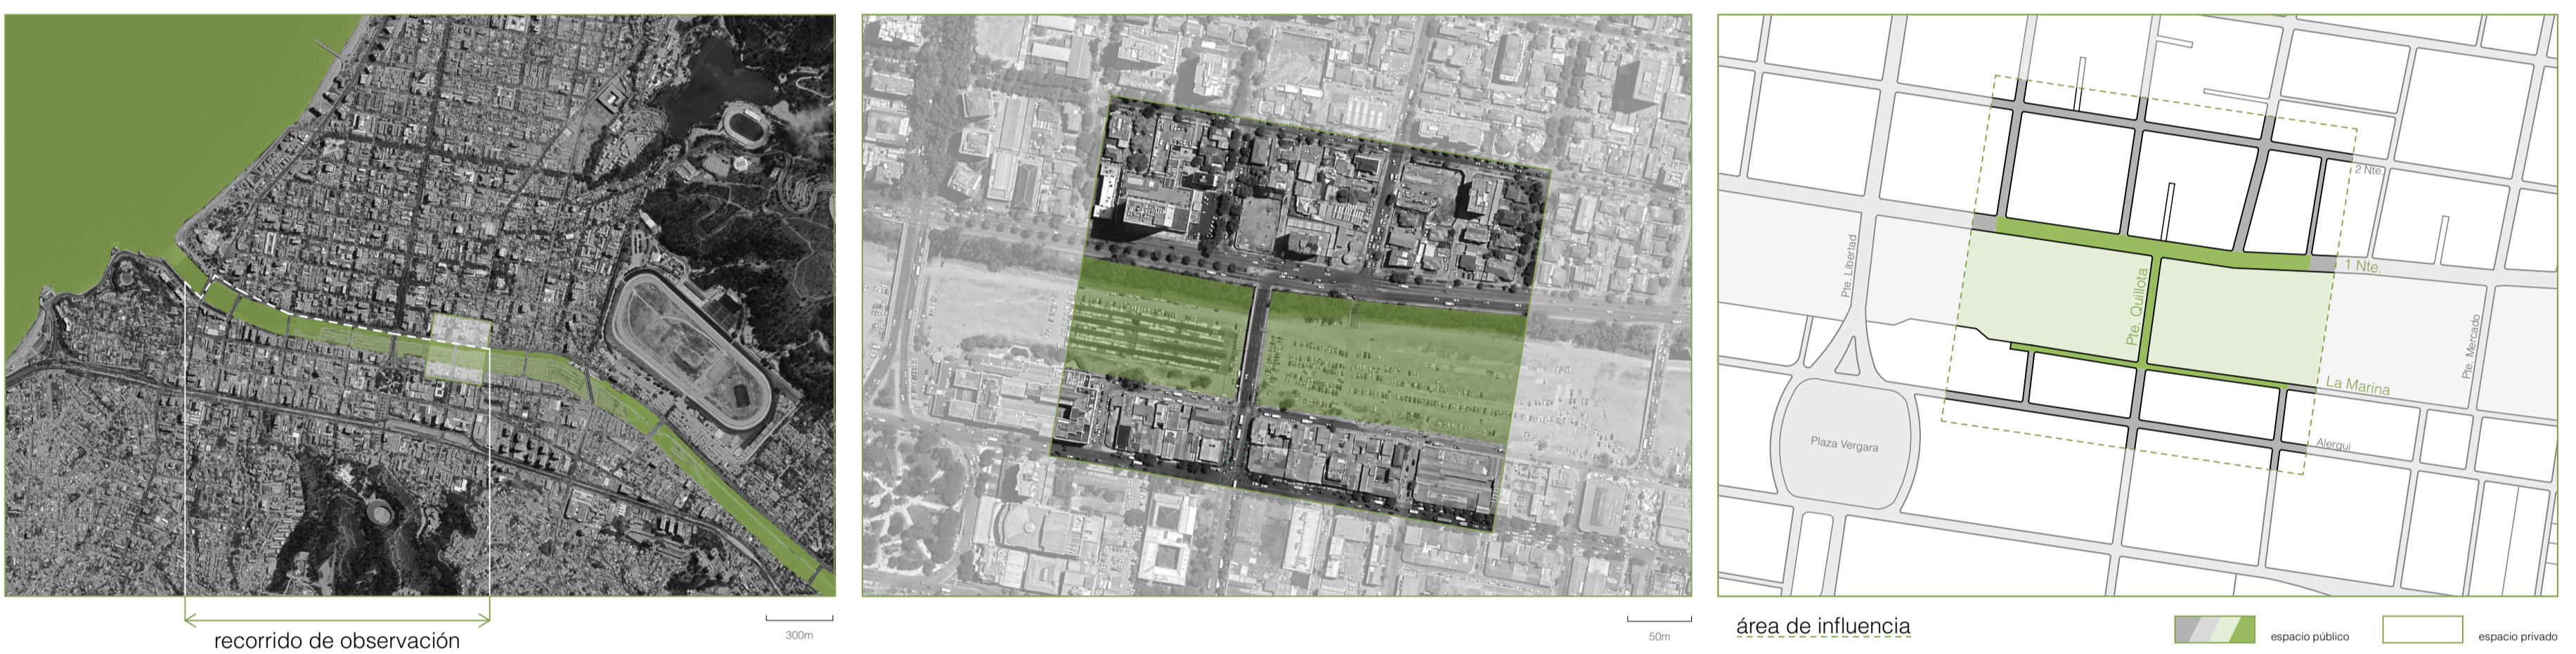 recorrido de observación
300m
50m
2 Nte.
Pte. Libertad
1 Nte.
Pte. Quillota
Pte. Mercado
La Marina
Plaza Vergara
Alerqui
área de influencia
espacio público
espacio privado